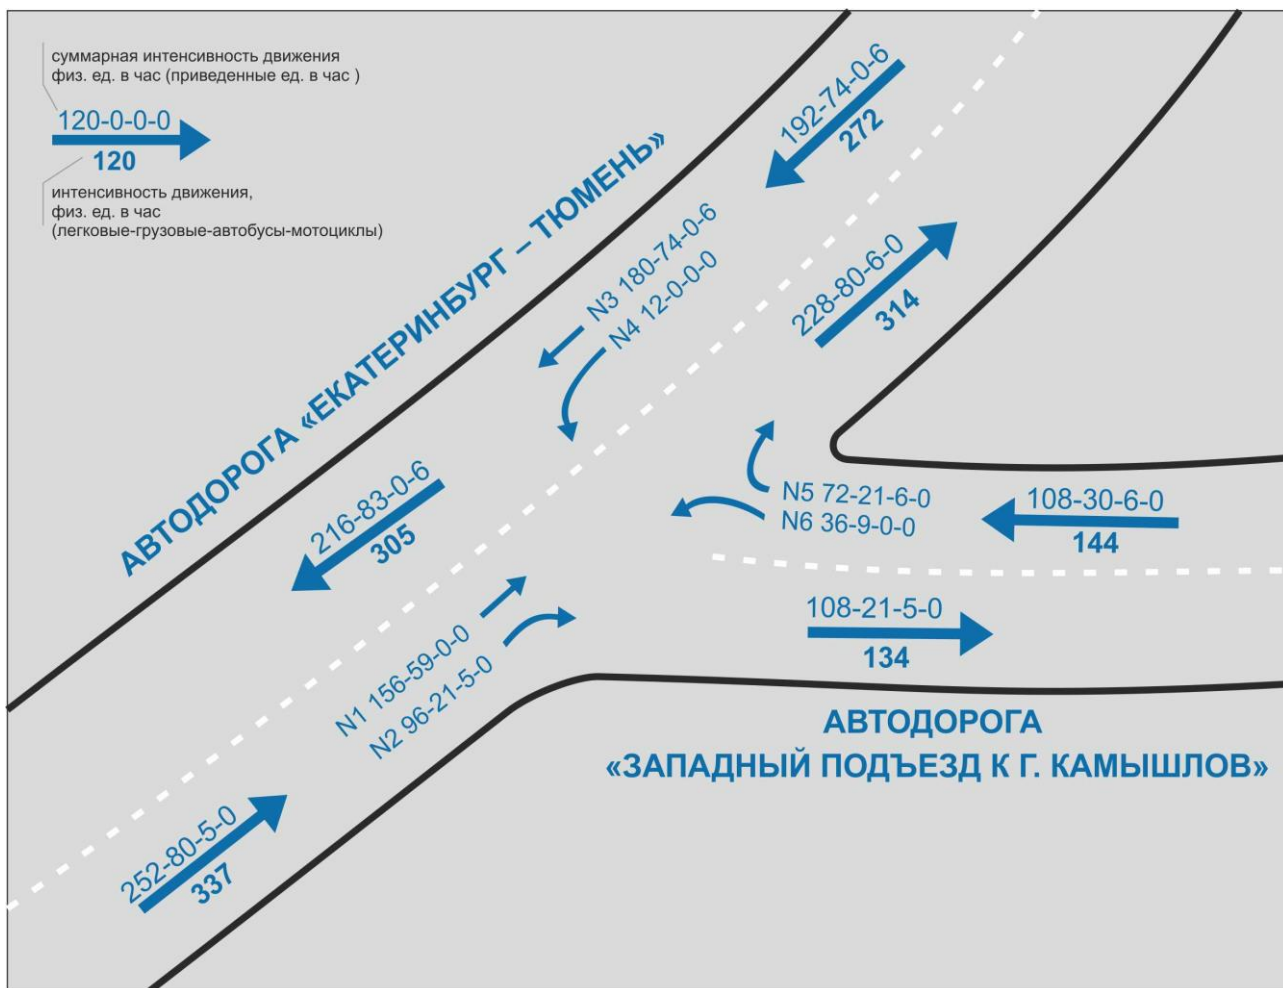 суммарная интенсивность движения
физ. ед. в час (приведенные ед. в час )
120-0-0-0
120
интенсивность движения,
физ. ед. в час
(легковые-грузовые-автобусы-мотоциклы)
АВТОДОРОГА «ЕКАТЕРИНБУРГ – ТЮМЕНЬ»
192-74-0-6
272
N3 180-74-0-6
N4 12-0-0-0
228-80-6-0
314
216-83-0-6
305
N5 72-21-6-0
N6 36-9-0-0
108-30-6-0
144
108-21-5-0
134
N1 156-59-0-0
N2 96-21-5-0
252-80-5-0
337
АВТОДОРОГА
«ЗАПАДНЫЙ ПОДЪЕЗД К Г. КАМЫШЛОВ»